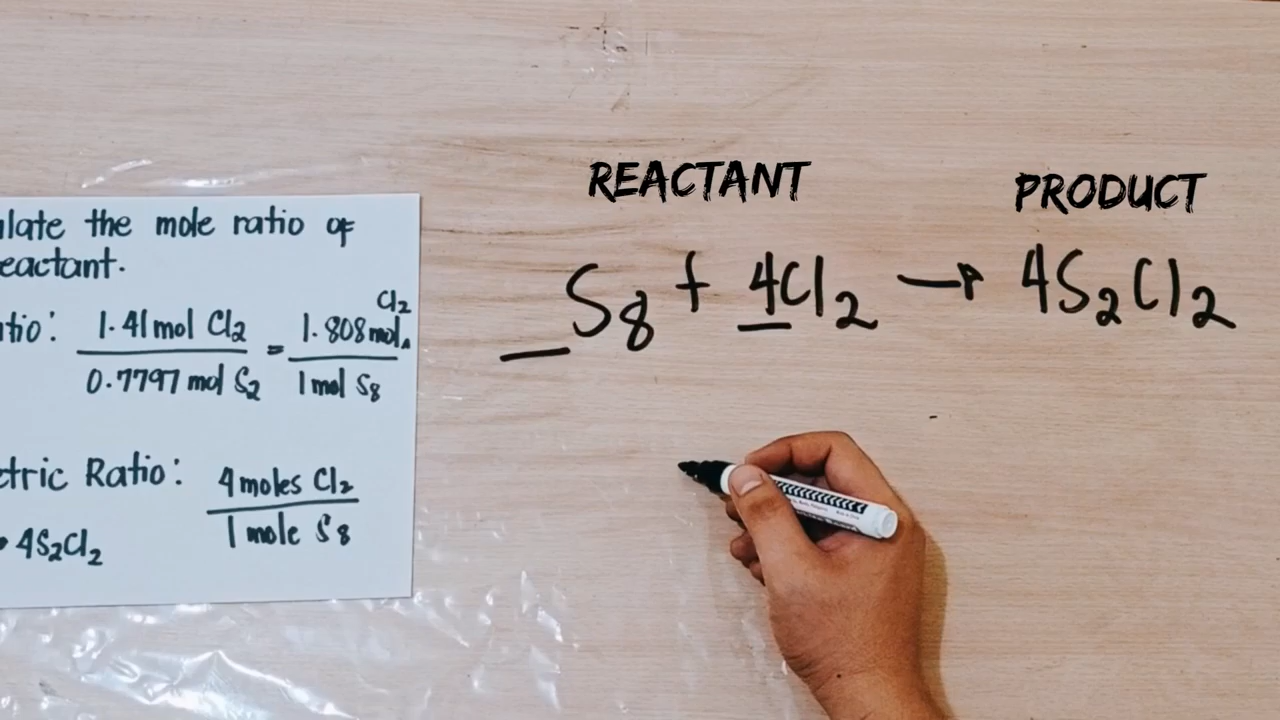 REACTANT
PRODUCT
__S₈ + 4Cl₂ → 4S₂Cl₂
late the mole ratio of
eactant.
tio: 1.41 mol Cl₂ / 0.7797 mol S₂ = 1.808 mol Cl₂ / 1 mol S₈
tric Ratio: 4 moles Cl₂ / 1 mole S₈
4S₂Cl₂